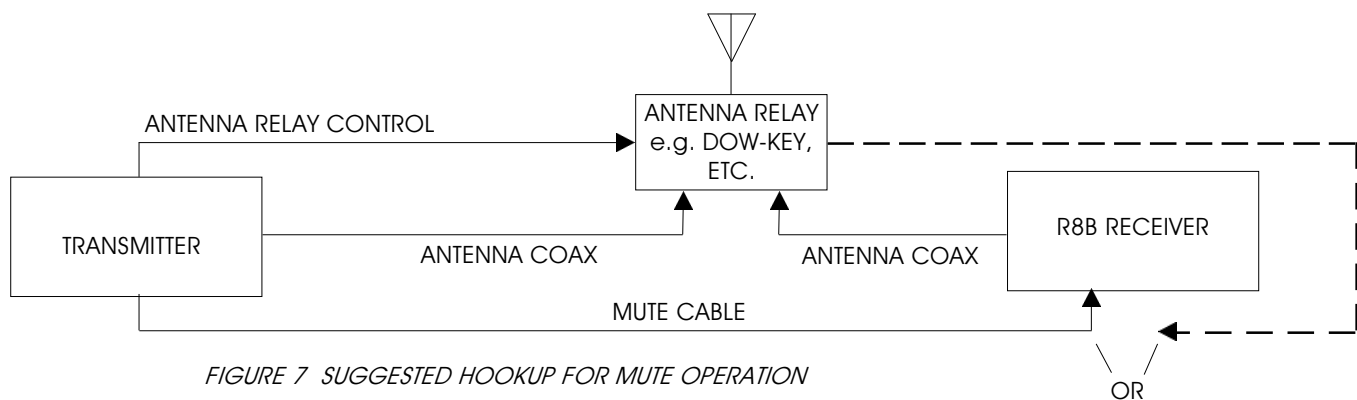 ANTENNA RELAY
e.g. DOW-KEY,
ETC.
ANTENNA RELAY CONTROL
TRANSMITTER
ANTENNA COAX
ANTENNA COAX
R8B RECEIVER
MUTE CABLE
OR
FIGURE 7 SUGGESTED HOOKUP FOR MUTE OPERATION